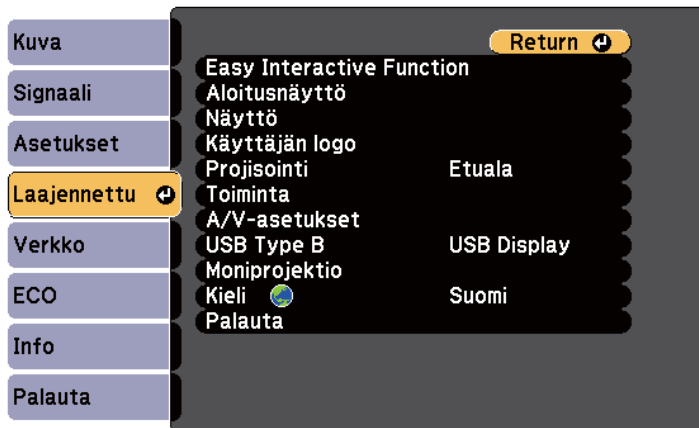 Kuva
Signaali
Asetukset
Laajennettu
Verkko
ECO
Info
Palauta
Return
Easy Interactive Function
Aloitusnäyttö
Näyttö
Käyttäjän logo
Projisointi Etuala
Toiminta
A/V-asetukset
USB Type B USB Display
Moniprojektio
Kieli Suomi
Palauta